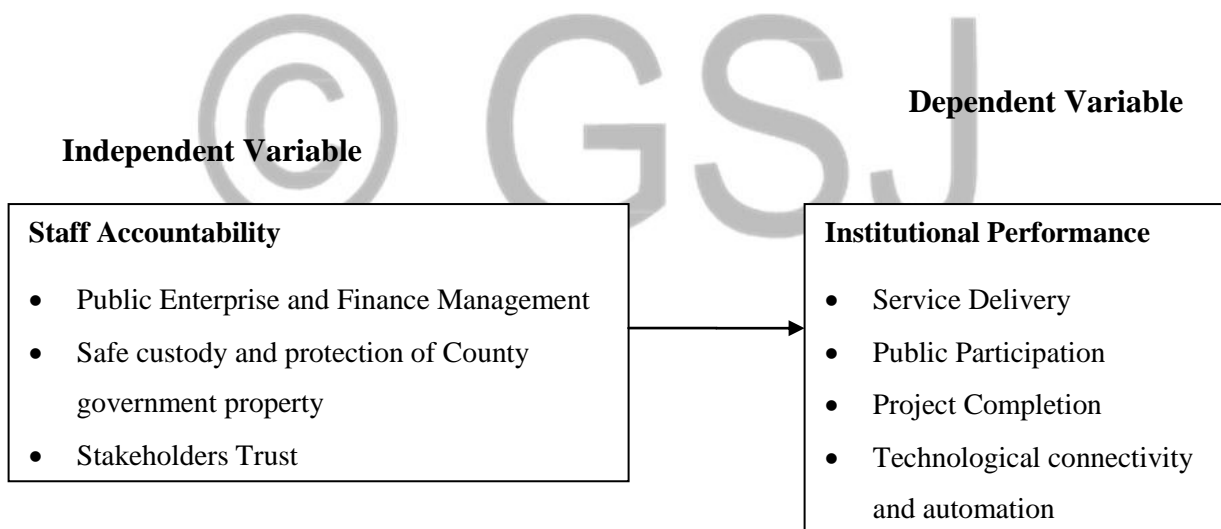 © GSJ
Dependent Variable
Independent Variable
Staff Accountability
• Public Enterprise and Finance Management
• Safe custody and protection of County
government property
• Stakeholders Trust
Institutional Performance
• Service Delivery
• Public Participation
• Project Completion
• Technological connectivity
and automation